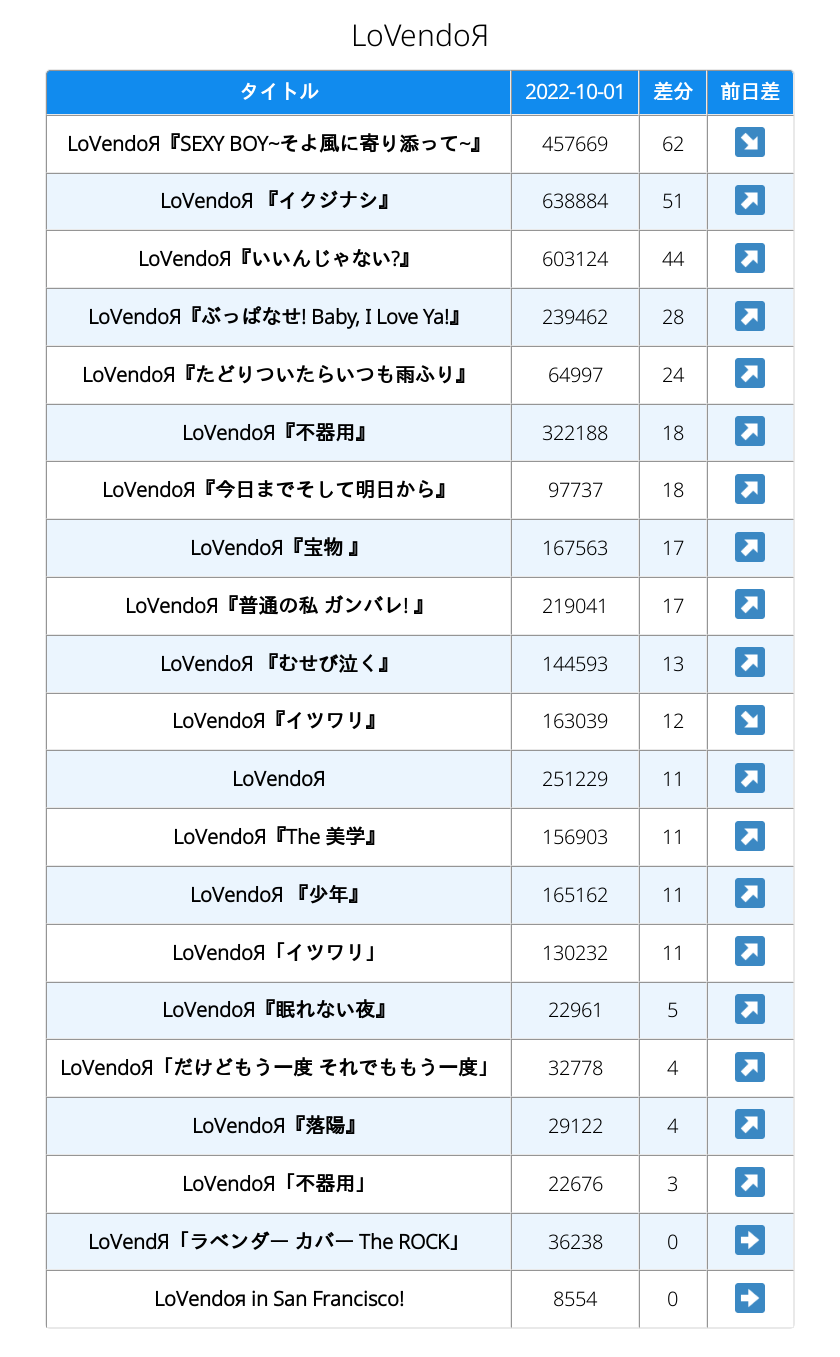 LoVendoЯ
タイトル 2022-10-01 差分 前日差
LoVendoЯ『SEXY BOY~そよ風に寄り添って~』 457669 62 ↘
LoVendoЯ 『イクジナシ』 638884 51 ↗
LoVendoЯ『いいんじゃない?』 603124 44 ↗
LoVendoЯ『ぶっぱなせ! Baby, I Love Ya!』 239462 28 ↗
LoVendoЯ『たどりついたらいつも雨ふり』 64997 24 ↗
LoVendoЯ『不器用』 322188 18 ↗
LoVendoЯ『今日までそして明日から』 97737 18 ↗
LoVendoЯ『宝物 』 167563 17 ↗
LoVendoЯ『普通の私 ガンバレ! 』 219041 17 ↗
LoVendoЯ 『むせび泣く』 144593 13 ↗
LoVendoЯ『イツワリ』 163039 12 ↘
LoVendoЯ 251229 11 ↗
LoVendoЯ『The 美学』 156903 11 ↗
LoVendoЯ 『少年』 165162 11 ↗
LoVendoЯ「イツワリ」 130232 11 ↗
LoVendoЯ『眠れない夜』 22961 5 ↗
LoVendoЯ「だけどもう一度 それでももう一度」 32778 4 ↗
LoVendoЯ『落陽』 29122 4 ↗
LoVendoЯ「不器用」 22676 3 ↗
LoVendЯ「ラベンダー カバー The ROCK」 36238 0 ➡
LoVendoя in San Francisco! 8554 0 ➡